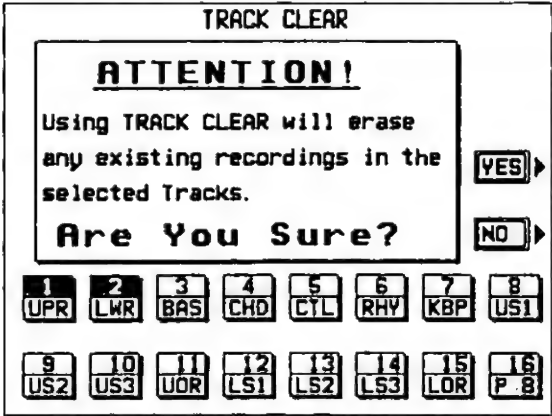 TRACK CLEAR
ATTENTION!
Using TRACK CLEAR will erase
any existing recordings in the
selected Tracks.
Are You Sure?
YES
NO
1 2 3 4 5 6 7 8
UPR LWR BAS CHD CTL RHY KBP US1
9 10 11 12 13 14 15 16
US2 US3 UOR LS1 LS2 LS3 LOR P 8